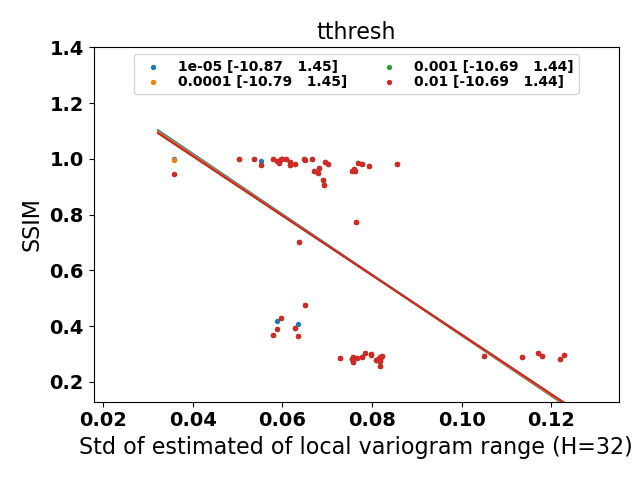 tthresh
1e-05 [-10.87 1.45]
0.0001 [-10.79 1.45]
0.001 [-10.69 1.44]
0.01 [-10.69 1.44]
SSIM
1.4
1.2
1.0
0.8
0.6
0.4
0.2
0.02 0.04 0.06 0.08 0.10 0.12
Std of estimated of local variogram range (H=32)